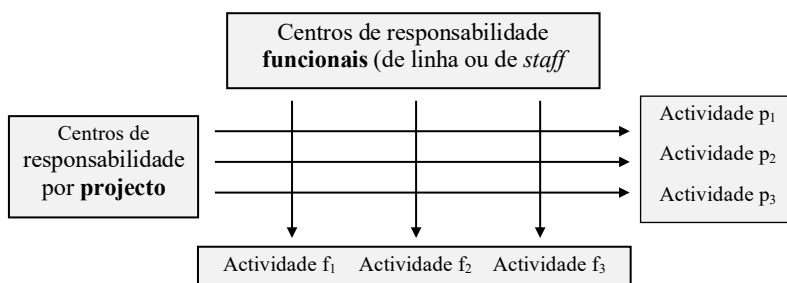 Centros de responsabilidade
funcionais (de linha ou de staff
Centros de
responsabilidade
por projecto
Actividade p₁
Actividade p₂
Actividade p₃
Actividade f₁ Actividade f₂ Actividade f₃